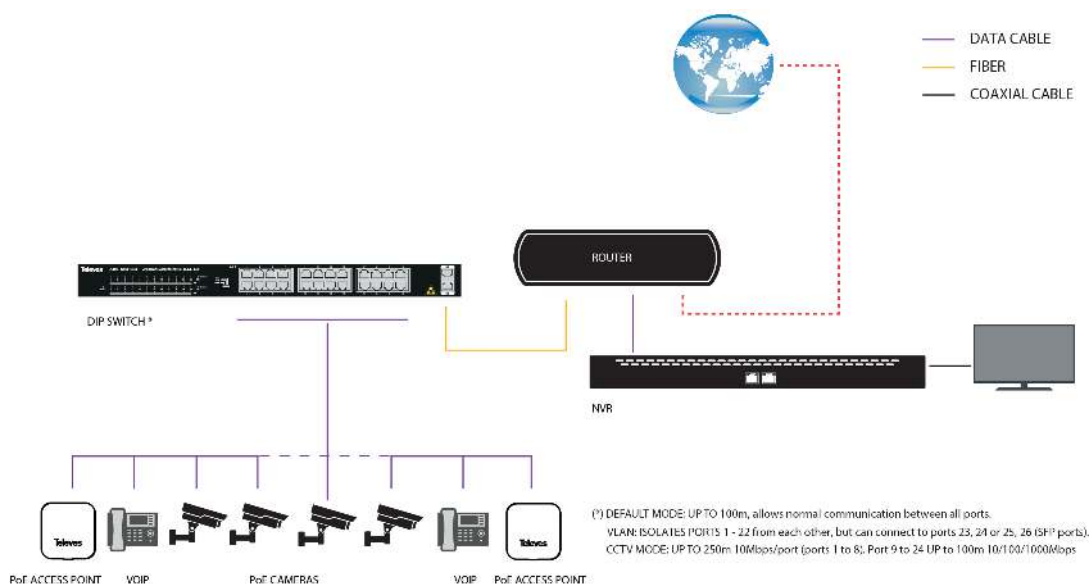 DATA CABLE
FIBER
COAXIAL CABLE
ROUTER
Televes
DIP SWITCH *
NVR
Televes
Televes
PoE ACCESS POINT
VOIP
PoE CAMERAS
VOIP
PoE ACCESS POINT
(*) DEFAULT MODE: UP TO 100m, allows normal communication between all ports.
VLAN: ISOLATES PORTS 1 - 22 from each other, but can connect to ports 23, 24 or 25, 26 (SFP ports).
CCTV MODE: UP TO 250m 10Mbps/port (ports 1 to 8). Port 9 to 24 UP to 100m 10/100/1000Mbps